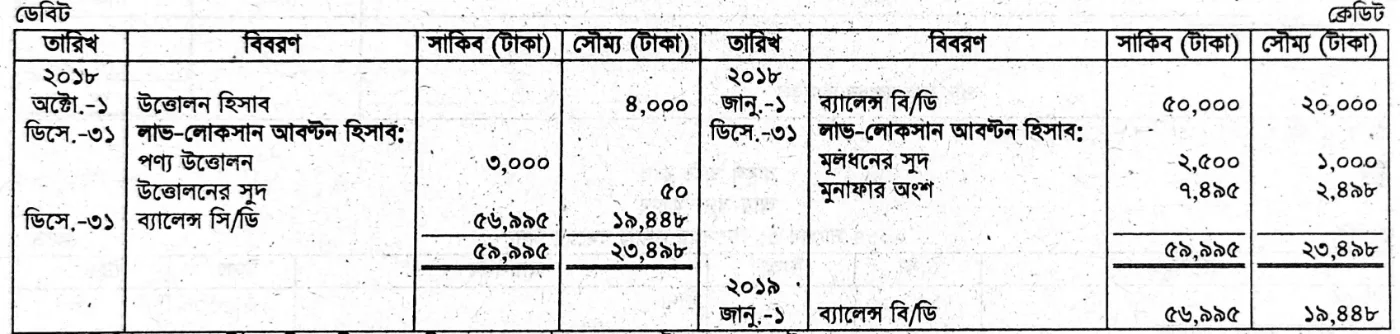 ডেবিট ক্রেডিট
তারিখ বিবরণ সাকিব (টাকা) সৌম্য (টাকা) তারিখ বিবরণ সাকিব (টাকা) সৌম্য (টাকা)
২০১৮ ২০১৮
অক্টো.-১ উত্তোলন হিসাব ৪,০০০ জানু.-১ ব্যালেন্স বি/ডি ৫০,০০০ ২০,০০০
ডিসে.-৩১ লাভ-লোকসান আবণ্টন হিসাব: ডিসে.-৩১ লাভ-লোকসান আবণ্টন হিসাব:
পণ্য উত্তোলন ৩,০০০ মূলধনের সুদ ২,৫০০ ১,০০০
উত্তোলনের সুদ ৫০ মুনাফার অংশ ৭,৪৯৫ ২,৪৯৮
ডিসে.-৩১ ব্যালেন্স সি/ডি ৫৬,৯৯৫ ১৯,৪৪৮
৫৯,৯৯৫ ২৩,৪৯৮ ৫৯,৯৯৫ ২৩,৪৯৮
২০১৯
জানু.-১ ব্যালেন্স বি/ডি ৫৬,৯৯৫ ১৯,৪৪৮